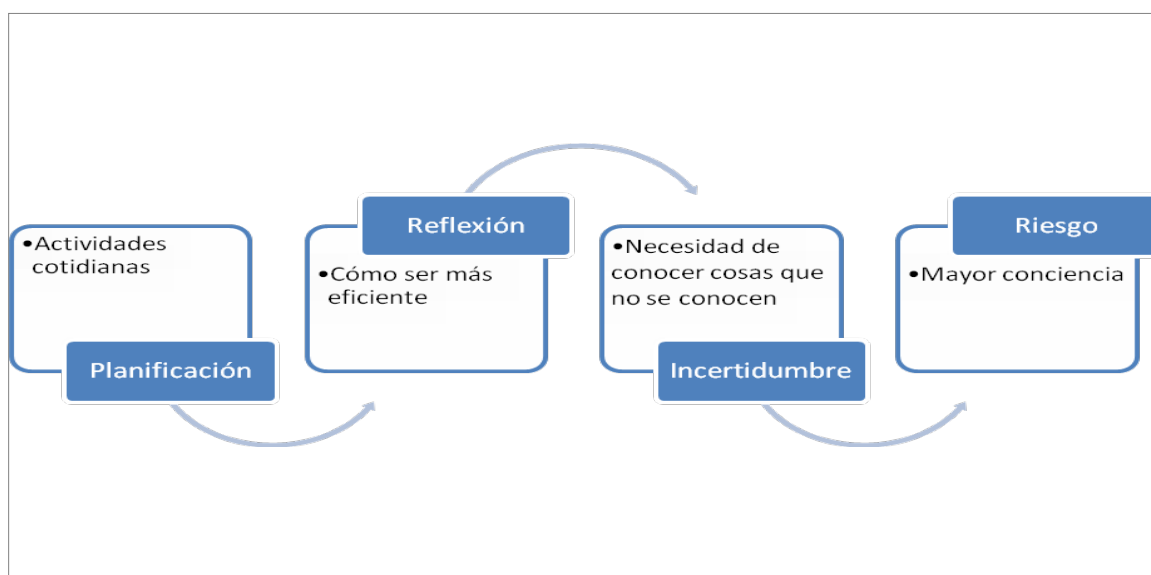 •Actividades
cotidianas
Planificación
Reflexión
•Cómo ser más
eficiente
•Necesidad de
conocer cosas que
no se conocen
Incertidumbre
Riesgo
•Mayor conciencia